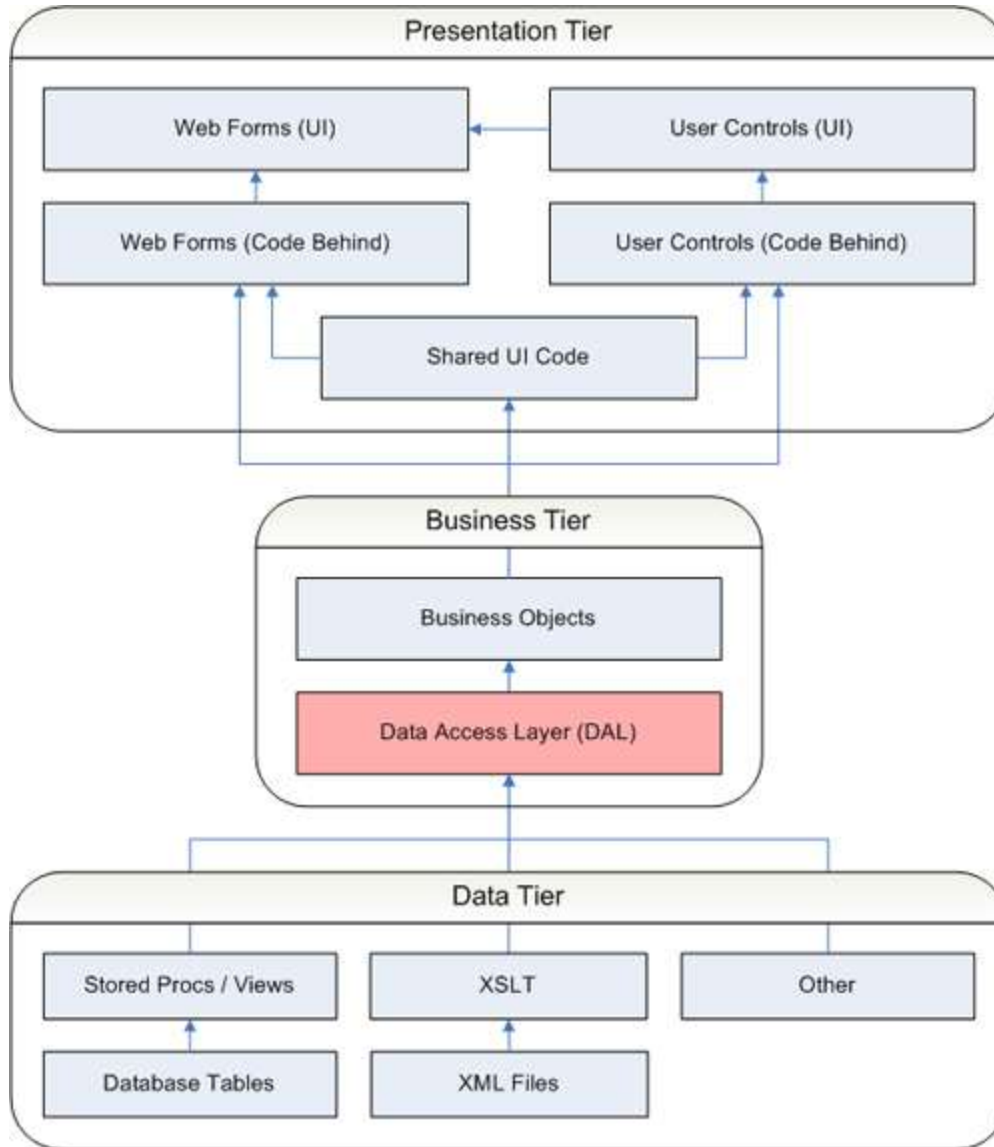 Presentation Tier
Web Forms (UI)
User Controls (UI)
Web Forms (Code Behind)
User Controls (Code Behind)
Shared UI Code
Business Tier
Business Objects
Data Access Layer (DAL)
Data Tier
Stored Procs / Views
XSLT
Other
Database Tables
XML Files